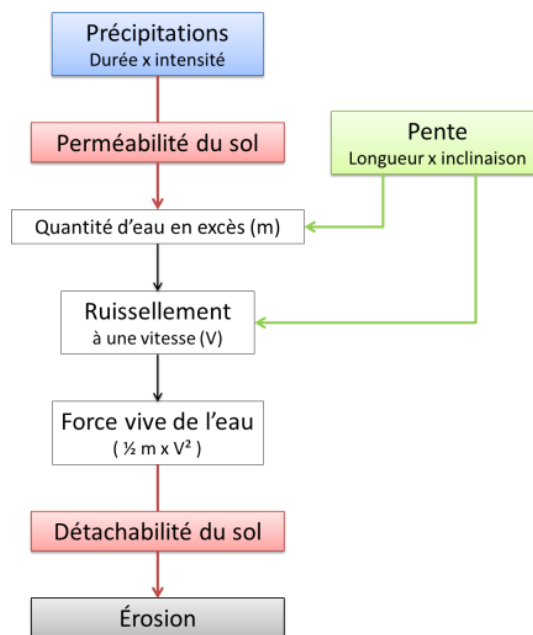 Précipitations
Durée x intensité
Perméabilité du sol
Pente
Longueur x inclinaison
Quantité d'eau en excès (m)
Ruissellement
à une vitesse (V)
Force vive de l'eau
( ½ m x V² )
Détachabilité du sol
Érosion